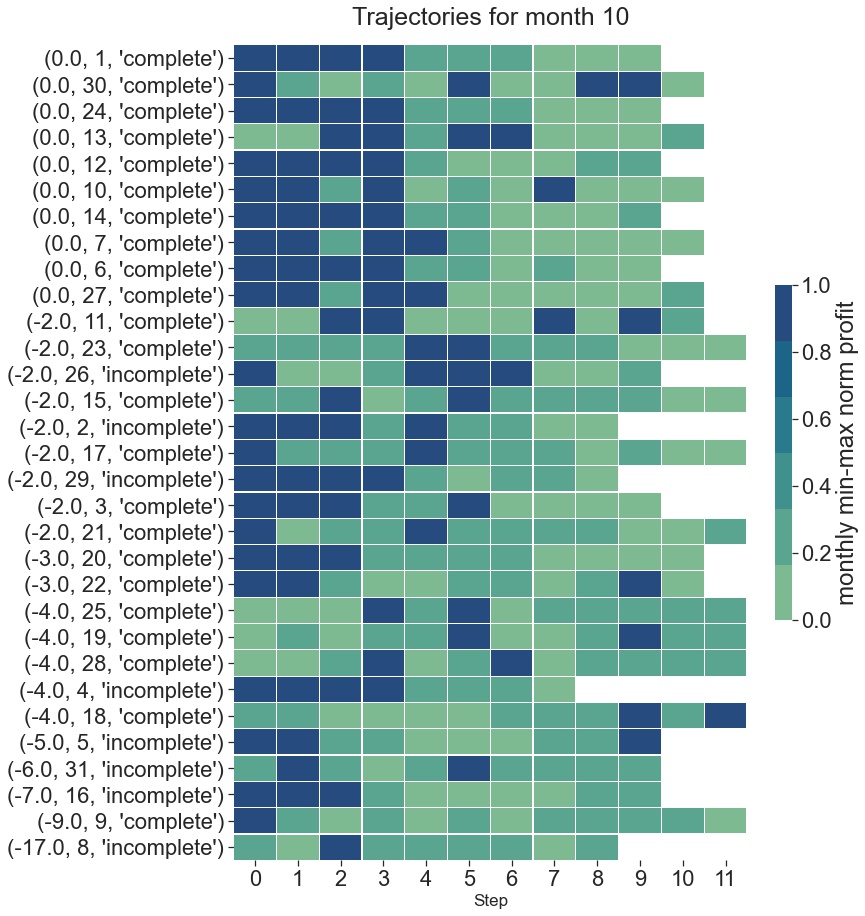 Trajectories for month 10
(0.0, 1, 'complete')
(0.0, 30, 'complete')
(0.0, 24, 'complete')
(0.0, 13, 'complete')
(0.0, 12, 'complete')
(0.0, 10, 'complete')
(0.0, 14, 'complete')
(0.0, 7, 'complete')
(0.0, 6, 'complete')
(0.0, 27, 'complete')
(-2.0, 11, 'complete')
(-2.0, 23, 'complete')
(-2.0, 26, 'incomplete')
(-2.0, 15, 'complete')
(-2.0, 2, 'incomplete')
(-2.0, 17, 'complete')
(-2.0, 29, 'incomplete')
(-2.0, 3, 'complete')
(-2.0, 21, 'complete')
(-3.0, 20, 'complete')
(-3.0, 22, 'complete')
(-4.0, 25, 'complete')
(-4.0, 19, 'complete')
(-4.0, 28, 'complete')
(-4.0, 4, 'incomplete')
(-4.0, 18, 'complete')
(-5.0, 5, 'incomplete')
(-6.0, 31, 'incomplete')
(-7.0, 16, 'incomplete')
(-9.0, 9, 'complete')
(-17.0, 8, 'incomplete')
0 1 2 3 4 5 6 7 8 9 10 11
Step
1.0
0.8
0.6
0.4
0.2
0.0
monthly min-max norm profit